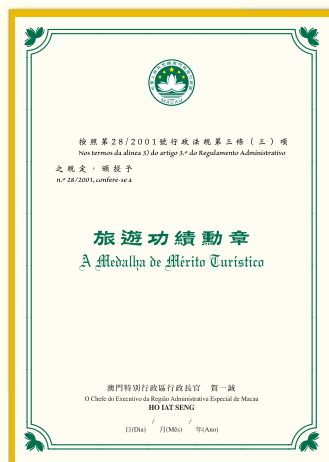 MACAU
按照第28/2001號行政法規第三條（三）項
Nos termos da alínea 3) do artigo 3.º do Regulamento Administrativo
之規定，頒授予
n.º 28/2001, confere-se a
旅遊功績勳章
A Medalha de Mérito Turístico
澳門特別行政區行政長官 賀一誠
O Chefe do Executivo da Região Administrativa Especial de Macau
HO IAT SENG
/ /
日(Dia) 月(Mês) 年(Ano)